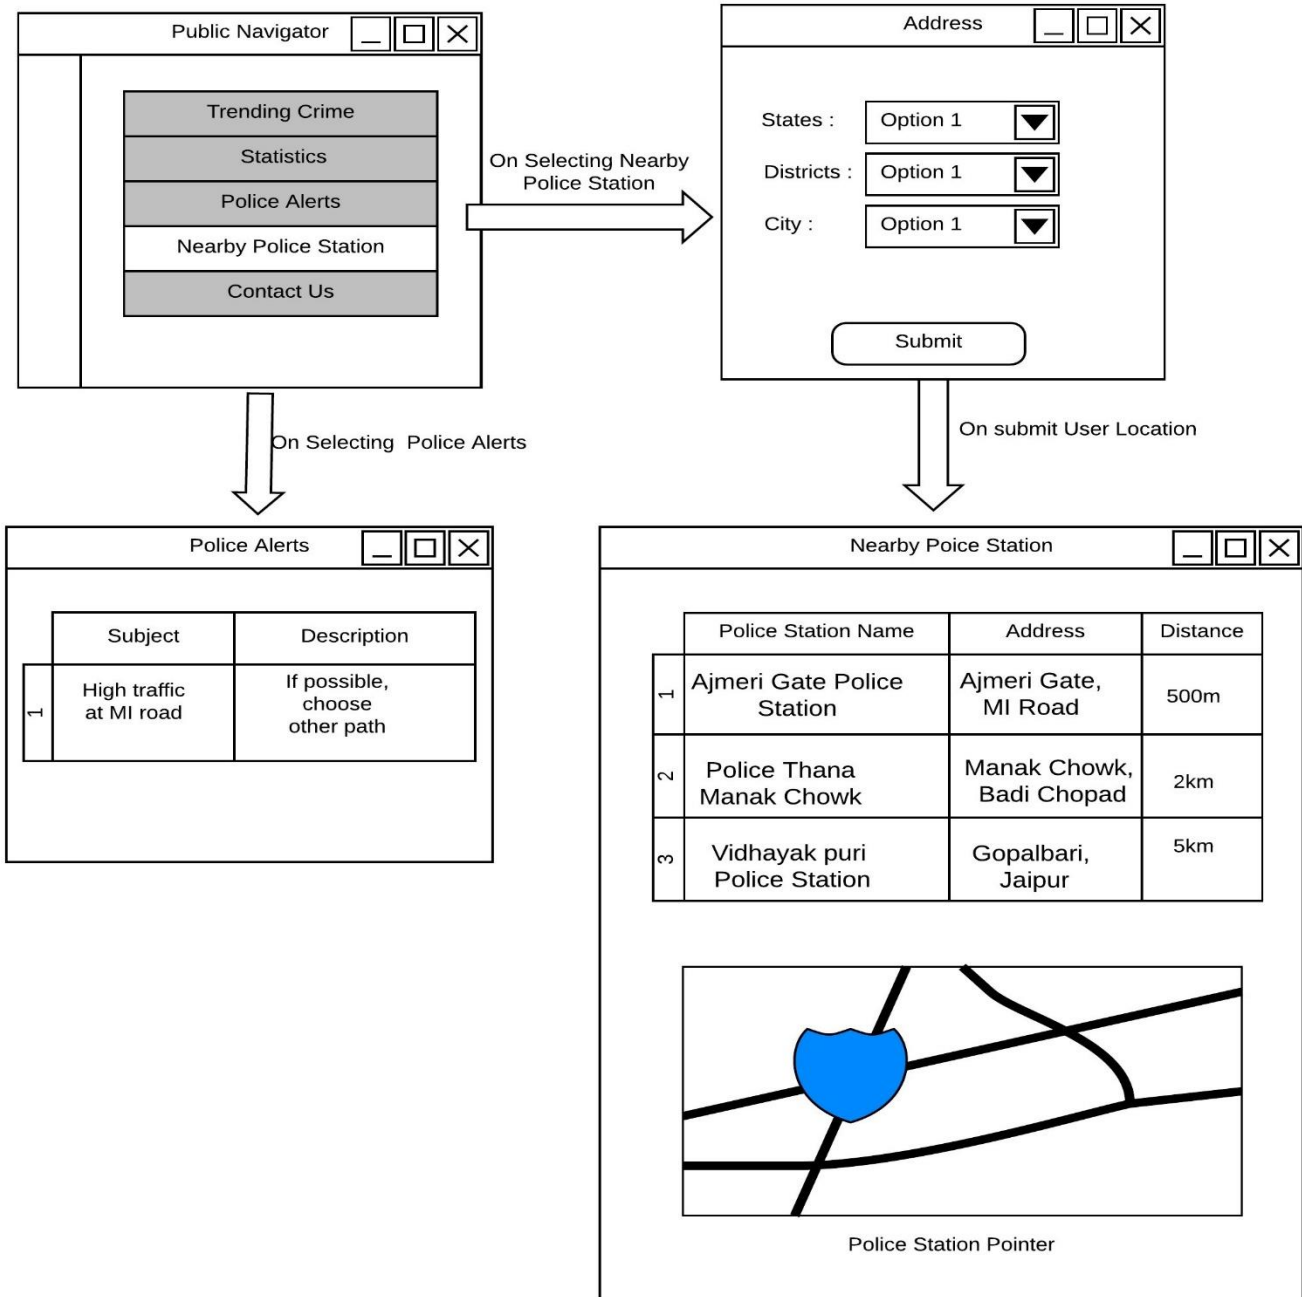 Public Navigator
Trending Crime
Statistics
Police Alerts
Nearby Police Station
Contact Us
On Selecting Nearby
Police Station
Address
States :
Option 1
Districts :
Option 1
City :
Option 1
Submit
On Selecting Police Alerts
On submit User Location
Police Alerts
Subject
Description
1
High traffic
at MI road
If possible,
choose
other path
Nearby Poice Station
Police Station Name
Address
Distance
1
Ajmeri Gate Police
Station
Ajmeri Gate,
MI Road
500m
2
Police Thana
Manak Chowk
Manak Chowk,
Badi Chopad
2km
3
Vidhayak puri
Police Station
Gopalbari,
Jaipur
5km
Police Station Pointer